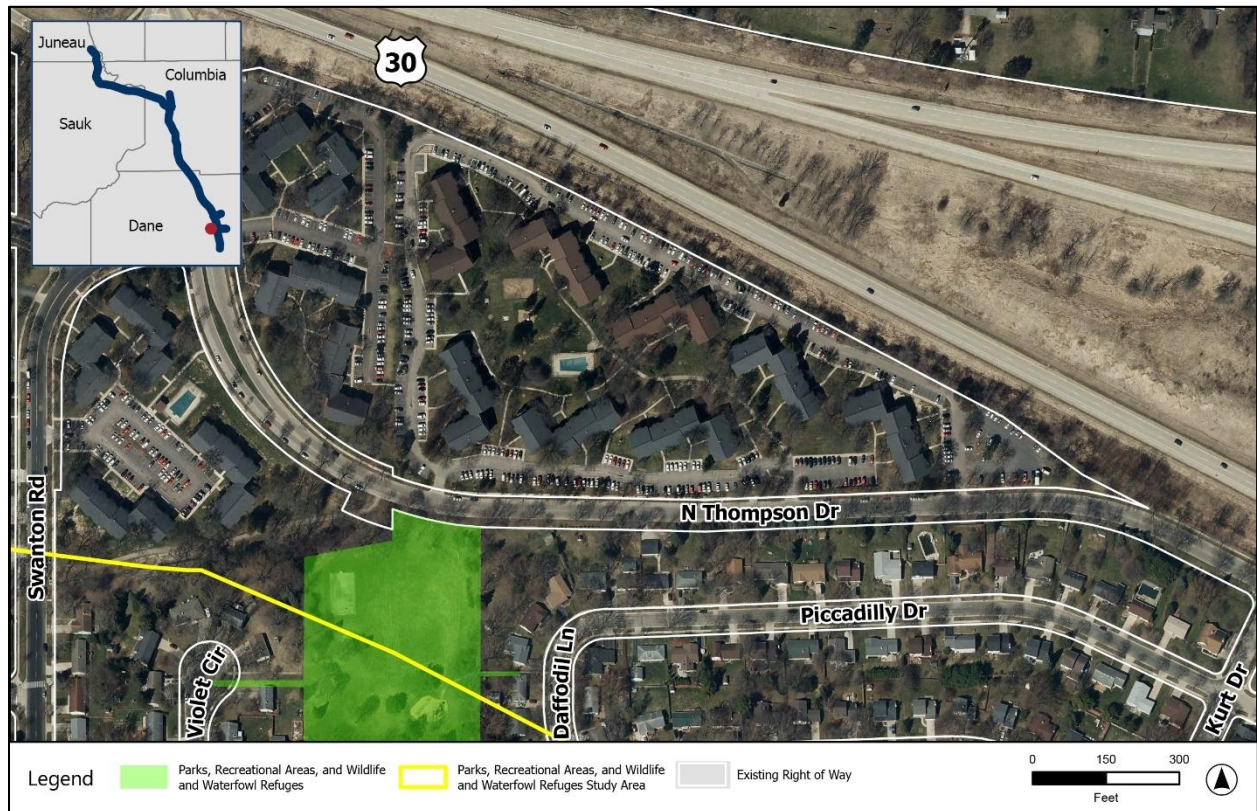 Juneau
Columbia
Sauk
Dane
30
Swanton Rd
N Thompson Dr
Piccadilly Dr
Daffodil Ln
Violet Cir
Kurt Dr
Legend
Parks, Recreational Areas, and Wildlife
and Waterfowl Refuges
Parks, Recreational Areas, and Wildlife
and Waterfowl Refuges Study Area
Existing Right of Way
0 150 300
Feet